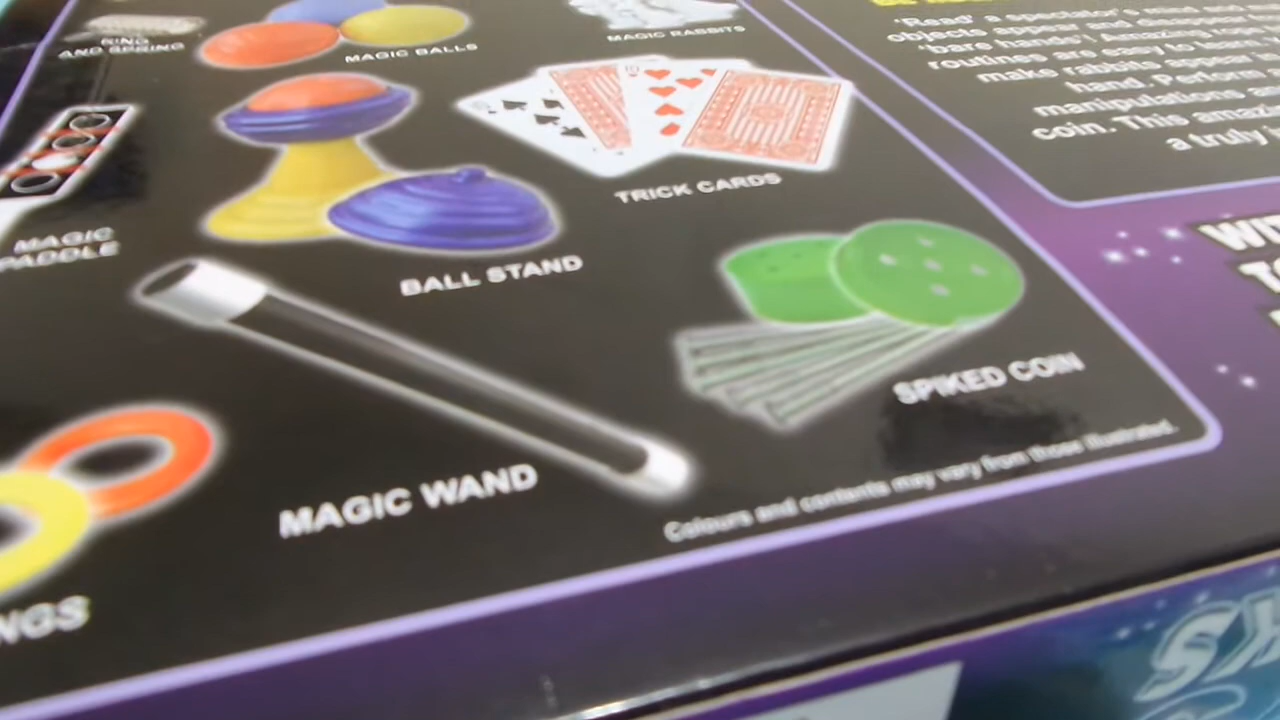 RING
AND SPRING
MAGIC BALLS
MAGIC RABBITS
TRICK CARDS
MAGIC
PADDLE
BALL STAND
SPIKED COIN
MAGIC WAND
NGS
Colours and contents may vary from those illustrated.
'Read' a spectator's
objects appear and disappear
'bare hands'! Amazing rope
routines are easy to learn.
make rabbits appear
hand. Perform
manipulations
coin. This amazing
a truly